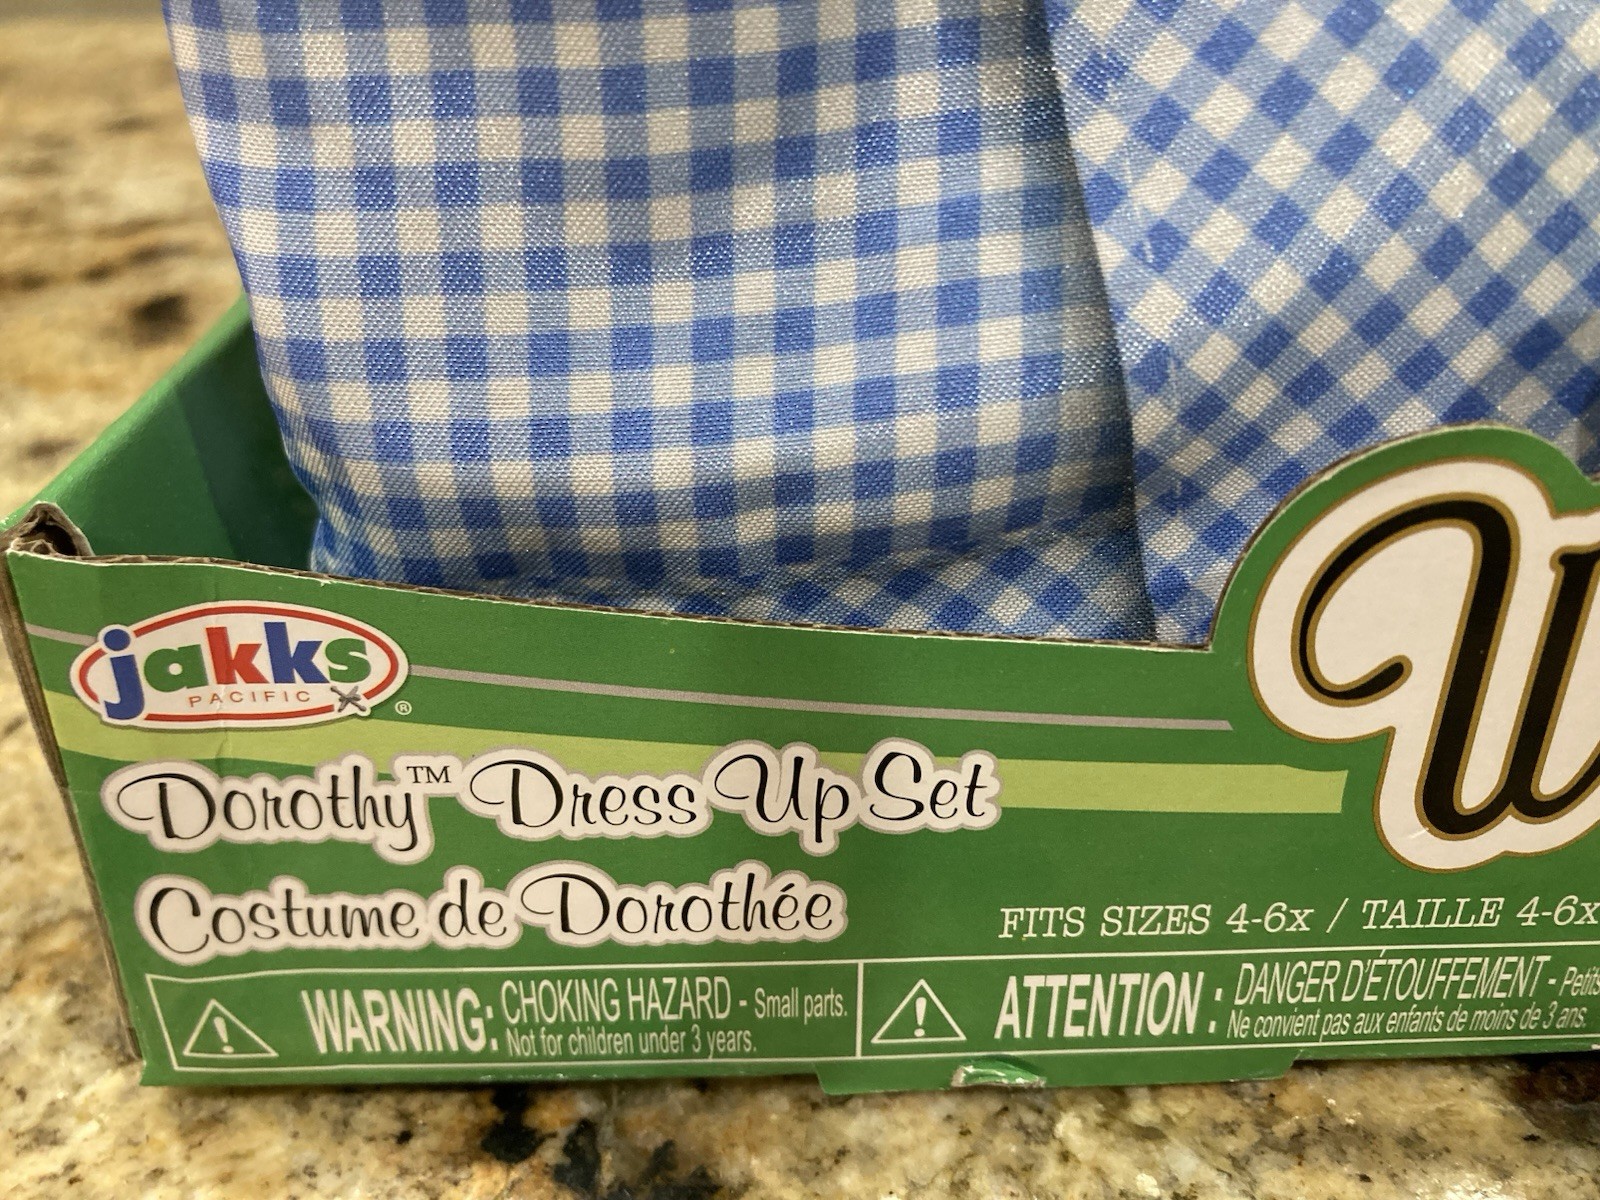 jakks
PACIFIC
®
Dorothy™ Dress Up Set
Costume de Dorothée
W
FITS SIZES 4-6x / TAILLE 4-6x
WARNING: CHOKING HAZARD - Small parts.
Not for children under 3 years.
ATTENTION : DANGER D'ÉTOUFFEMENT - Petits
Ne convient pas aux enfants de moins de 3 ans.